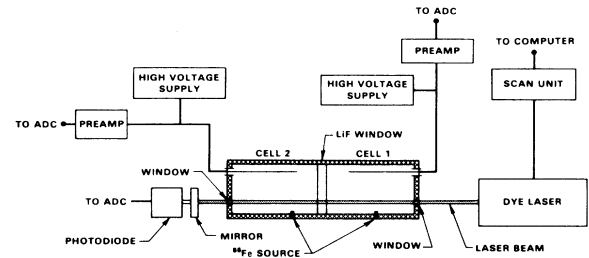 TO ADC
PREAMP
TO COMPUTER
HIGH VOLTAGE
SUPPLY
HIGH VOLTAGE
SUPPLY
SCAN UNIT
TO ADC
PREAMP
LiF WINDOW
CELL 2
CELL 1
WINDOW
TO ADC
DYE LASER
PHOTODIODE
MIRROR
WINDOW
LASER BEAM
Fe SOURCE